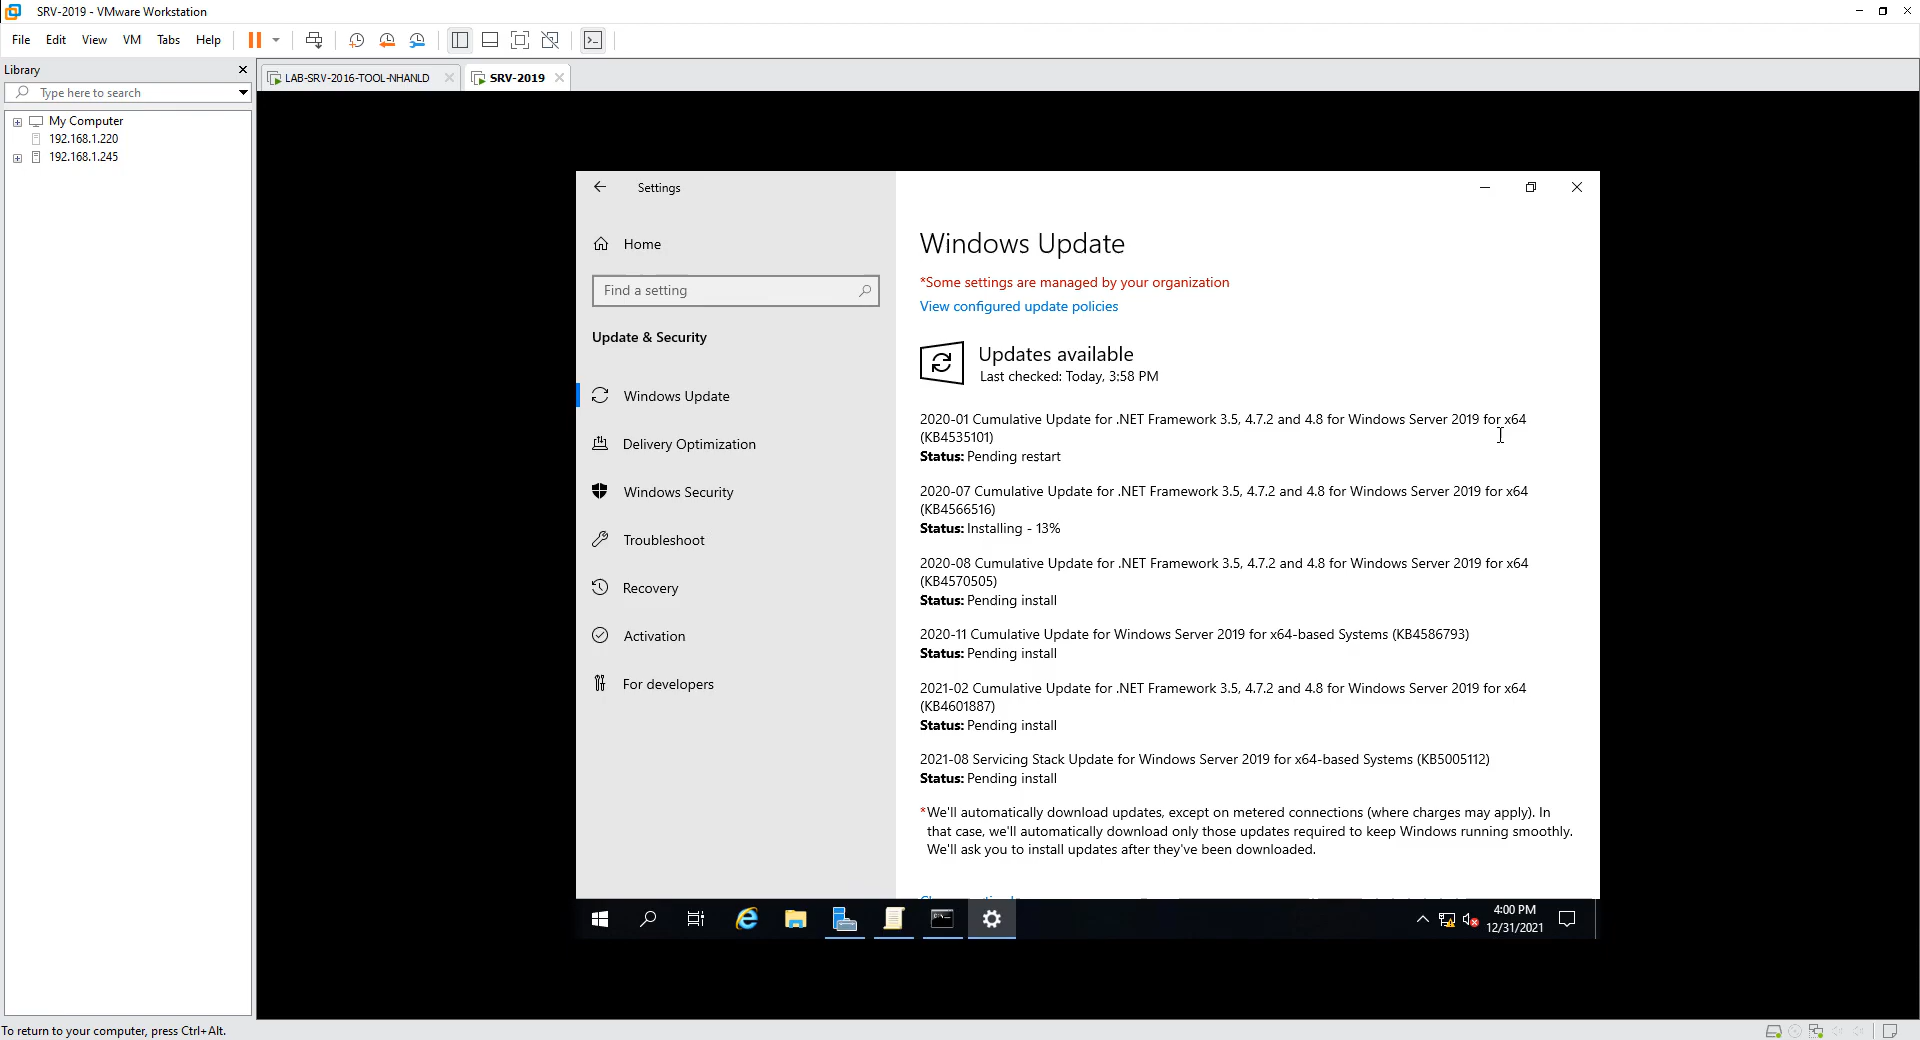 SRV-2019 - VMware Workstation
File Edit View VM Tabs Help
Library
Type here to search
My Computer
192.168.1.220
192.168.1.245
LAB-SRV-2016-TOOL-NHANLD
SRV-2019
Settings
Home
Find a setting
Update & Security
Windows Update
Delivery Optimization
Windows Security
Troubleshoot
Recovery
Activation
For developers
Windows Update
*Some settings are managed by your organization
View configured update policies
Updates available
Last checked: Today, 3:58 PM
2020-01 Cumulative Update for .NET Framework 3.5, 4.7.2 and 4.8 for Windows Server 2019 for x64
(KB4535101)
Status: Pending restart
2020-07 Cumulative Update for .NET Framework 3.5, 4.7.2 and 4.8 for Windows Server 2019 for x64
(KB4566516)
Status: Installing - 13%
2020-08 Cumulative Update for .NET Framework 3.5, 4.7.2 and 4.8 for Windows Server 2019 for x64
(KB4570505)
Status: Pending install
2020-11 Cumulative Update for Windows Server 2019 for x64-based Systems (KB4586793)
Status: Pending install
2021-02 Cumulative Update for .NET Framework 3.5, 4.7.2 and 4.8 for Windows Server 2019 for x64
(KB4601887)
Status: Pending install
2021-08 Servicing Stack Update for Windows Server 2019 for x64-based Systems (KB5005112)
Status: Pending install
*We'll automatically download updates, except on metered connections (where charges may apply). In
that case, we'll automatically download only those updates required to keep Windows running smoothly.
We'll ask you to install updates after they've been downloaded.
4:00 PM
12/31/2021
To return to your computer, press Ctrl+Alt.